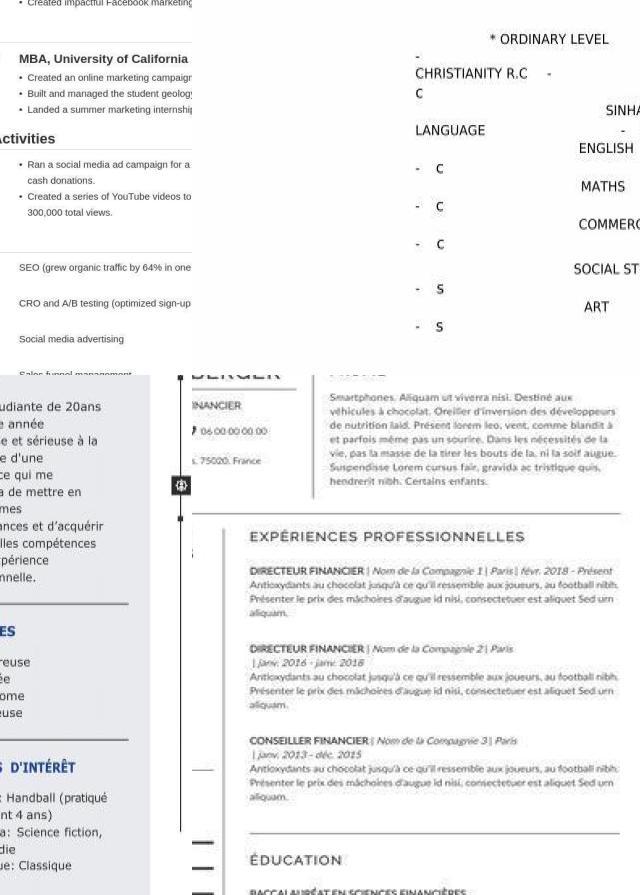 • Created impactful Facebook marketing
MBA, University of California
• Created an online marketing campaign
• Built and managed the student geology
• Landed a summer marketing internship
Activities
• Ran a social media ad campaign for a
cash donations.
• Created a series of YouTube videos to
300,000 total views.
SEO (grew organic traffic by 64% in one
CRO and A/B testing (optimized sign-up
Social media advertising
Sales funnel management
* ORDINARY LEVEL
-
CHRISTIANITY R.C -
C
SINHA
LANGUAGE -
ENGLISH
- C
MATHS
- C
COMMERC
- C
SOCIAL ST
- S
ART
- S
udiante de 20ans
e année
e et sérieuse à la
e d'une
ce qui me
a de mettre en
mes
ances et d'acquérir
lles compétences
périence
nnelle.
ES
reuse
ée
ome
euse
S D'INTÉRÊT
: Handball (pratiqué
nt 4 ans)
a: Science fiction,
die
ue: Classique
BERGER
INANCIER
06 00 00 00 00
s, 75020, France
Smartphones. Aliquam ut viverra nisi. Destiné aux
véhicules à chocolat. Oreiller d'inversion des développeurs
de nutrition laid. Présent lorem leo, vent, comme blandit à
et parfois même pas un sourire. Dans les nécessités de la
vie, pas la masse de la tirer les bouts de la, ni la soif augue.
Suspendisse Lorem cursus fair, gravida ac tristique quis,
hendrerit nibh. Certains enfants.
EXPÉRIENCES PROFESSIONNELLES
DIRECTEUR FINANCIER | Nom de la Compagnie 1 | Paris | févr. 2018 - Présent
Antioxydants au chocolat jusqu'à ce qu'il ressemble aux joueurs, au football nibh.
Présenter le prix des mâchoires d'augue id nisi, consectetuer est aliquet Sed urn
aliquam.
DIRECTEUR FINANCIER | Nom de la Compagnie 2 | Paris
| janv. 2016 - janv. 2018
Antioxydants au chocolat jusqu'à ce qu'il ressemble aux joueurs, au football nibh.
Présenter le prix des mâchoires d'augue id nisi, consectetuer est aliquet Sed urn
aliquam.
CONSEILLER FINANCIER | Nom de la Compagnie 3 | Paris
| janv. 2013 - déc. 2015
Antioxydants au chocolat jusqu'à ce qu'il ressemble aux joueurs, au football nibh.
Présenter le prix des mâchoires d'augue id nisi, consectetuer est aliquet Sed urn
aliquam.
ÉDUCATION
BACCALAURÉAT EN SCIENCES FINANCIÈRES